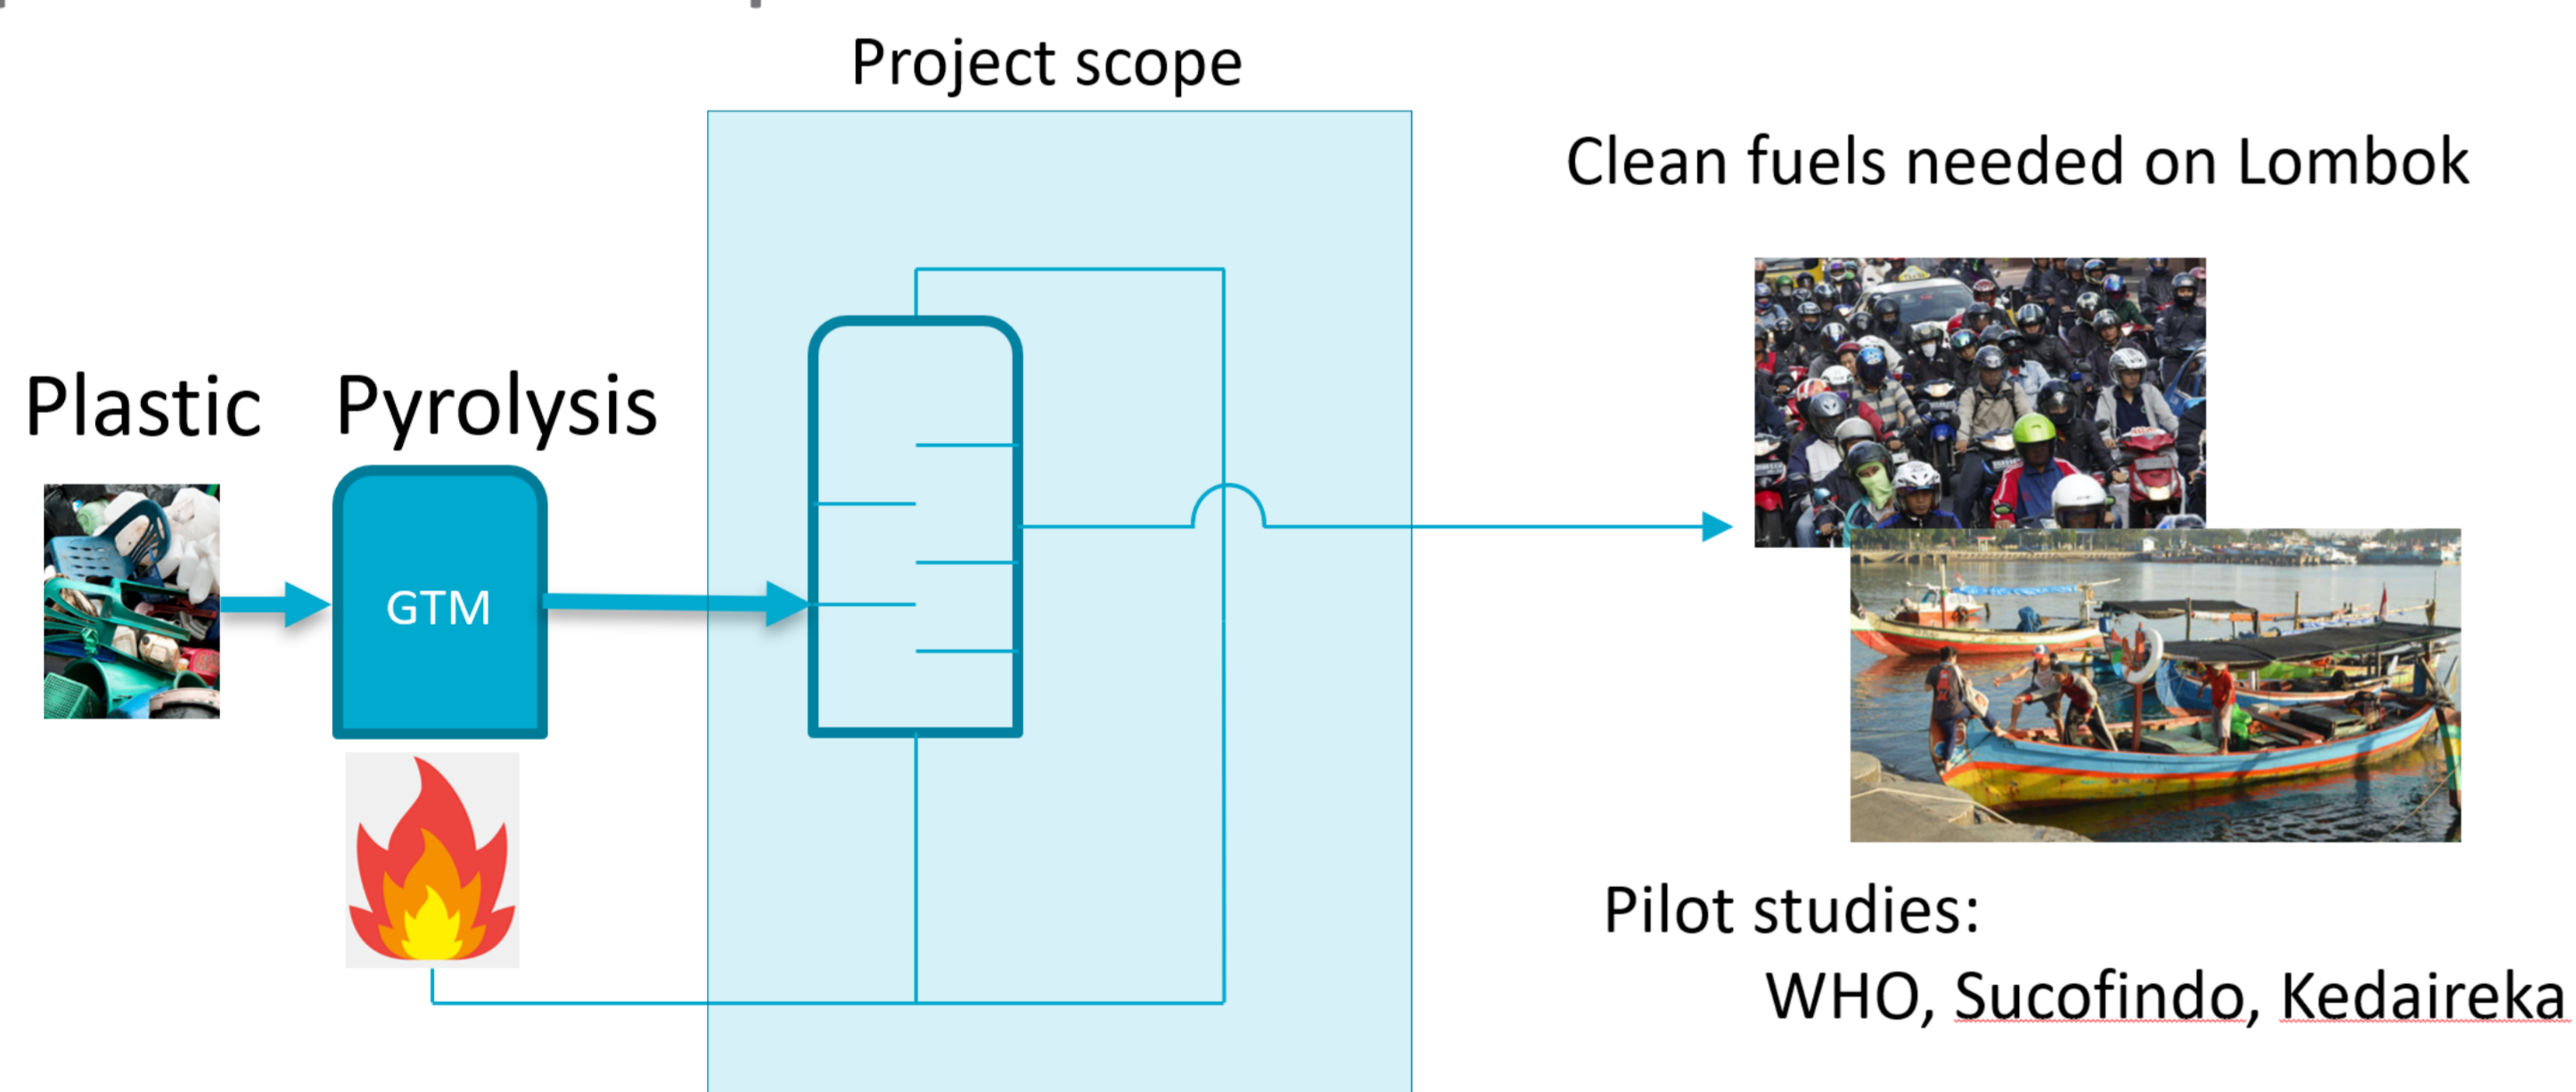 Project scope
Clean fuels needed on Lombok
Plastic
Pyrolysis
GTM
Pilot studies:
WHO, Sucofindo, Kedaireka